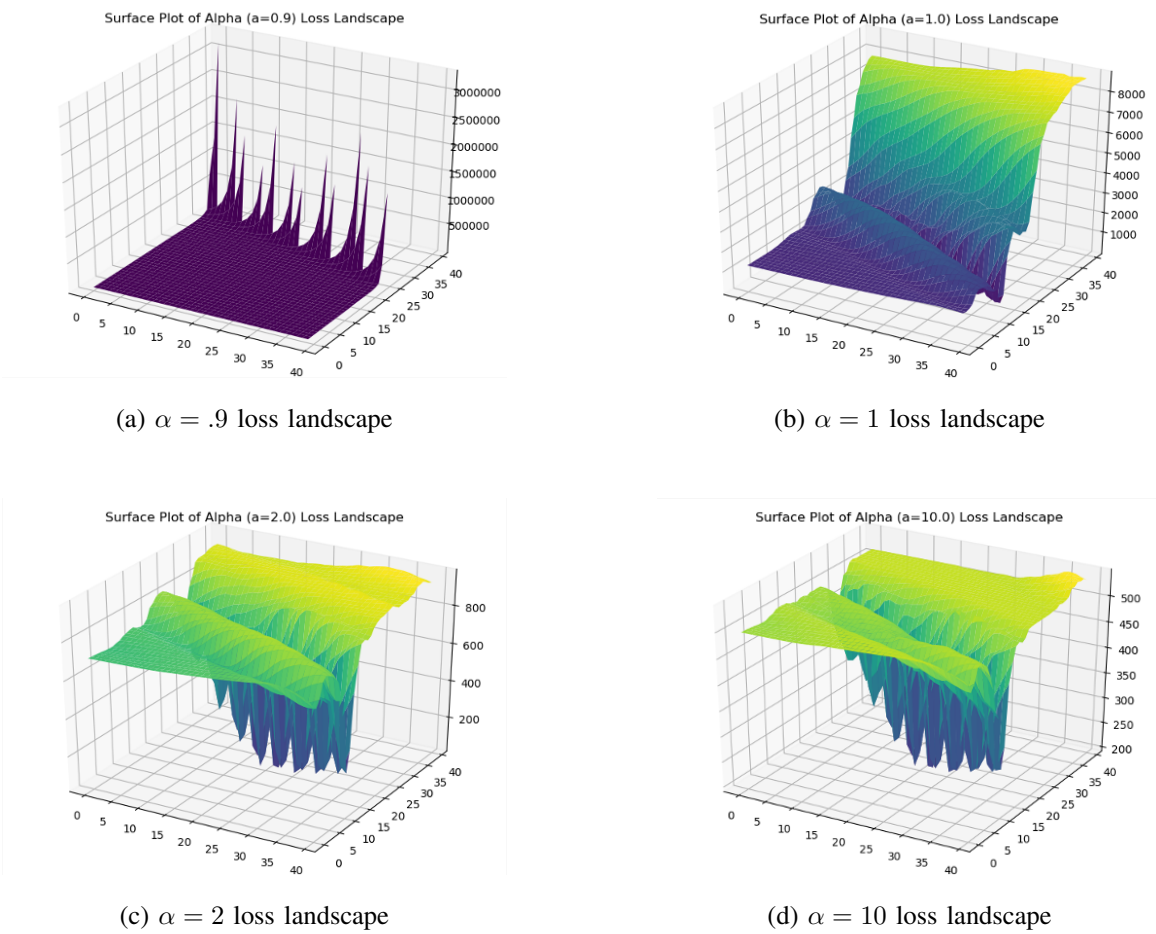 Surface Plot of Alpha (a=0.9) Loss Landscape
3000000
2500000
2000000
1500000
1000000
500000
0 5 10 15 20 25 30 35 40
0 5 10 15 20 25 30 35 40
(a) α = .9 loss landscape
Surface Plot of Alpha (a=1.0) Loss Landscape
8000
7000
6000
5000
4000
3000
2000
1000
0 5 10 15 20 25 30 35 40
0 5 10 15 20 25 30 35 40
(b) α = 1 loss landscape
Surface Plot of Alpha (a=2.0) Loss Landscape
800
600
400
200
0 5 10 15 20 25 30 35 40
0 5 10 15 20 25 30 35 40
(c) α = 2 loss landscape
Surface Plot of Alpha (a=10.0) Loss Landscape
500
450
400
350
300
250
200
0 5 10 15 20 25 30 35 40
0 5 10 15 20 25 30 35 40
(d) α = 10 loss landscape